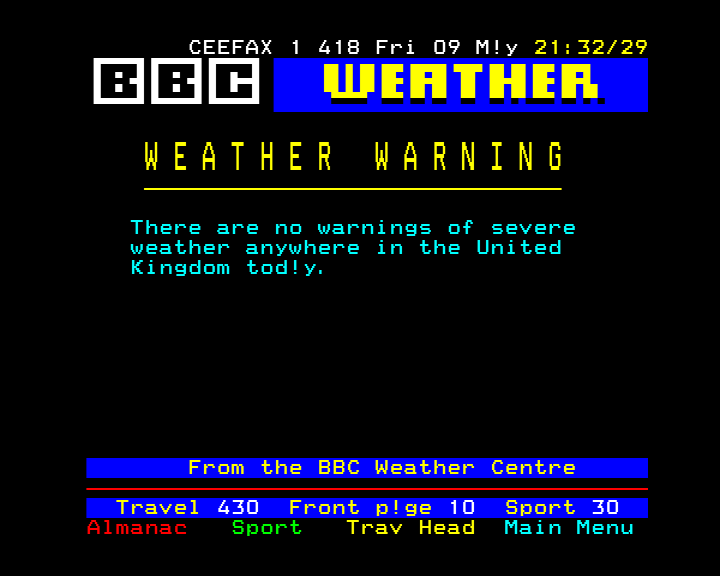 CEEFAX 1 418 Fri 09 M!y 21:32/29
BBC WEATHER
WEATHER WARNING
There are no warnings of severe
weather anywhere in the United
Kingdom tod!y.
From the BBC Weather Centre
Travel 430 Front p!ge 10 Sport 30
Almanac Sport Trav Head Main Menu